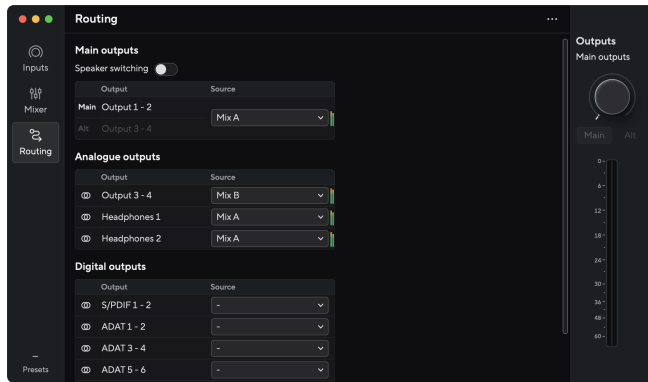 Routing
...
Inputs
Mixer
Routing
Presets
Main outputs
Speaker switching
Output Source
Main Output 1 - 2
Mix A
Alt Output 3 - 4
Analogue outputs
Output Source
Output 3 - 4 Mix B
Headphones 1 Mix A
Headphones 2 Mix A
Digital outputs
Output Source
S/PDIF 1 - 2 -
ADAT 1 - 2 -
ADAT 3 - 4 -
ADAT 5 - 6 -
Outputs
Main outputs
Main Alt
0
6
12
18
24
30
36
48
60